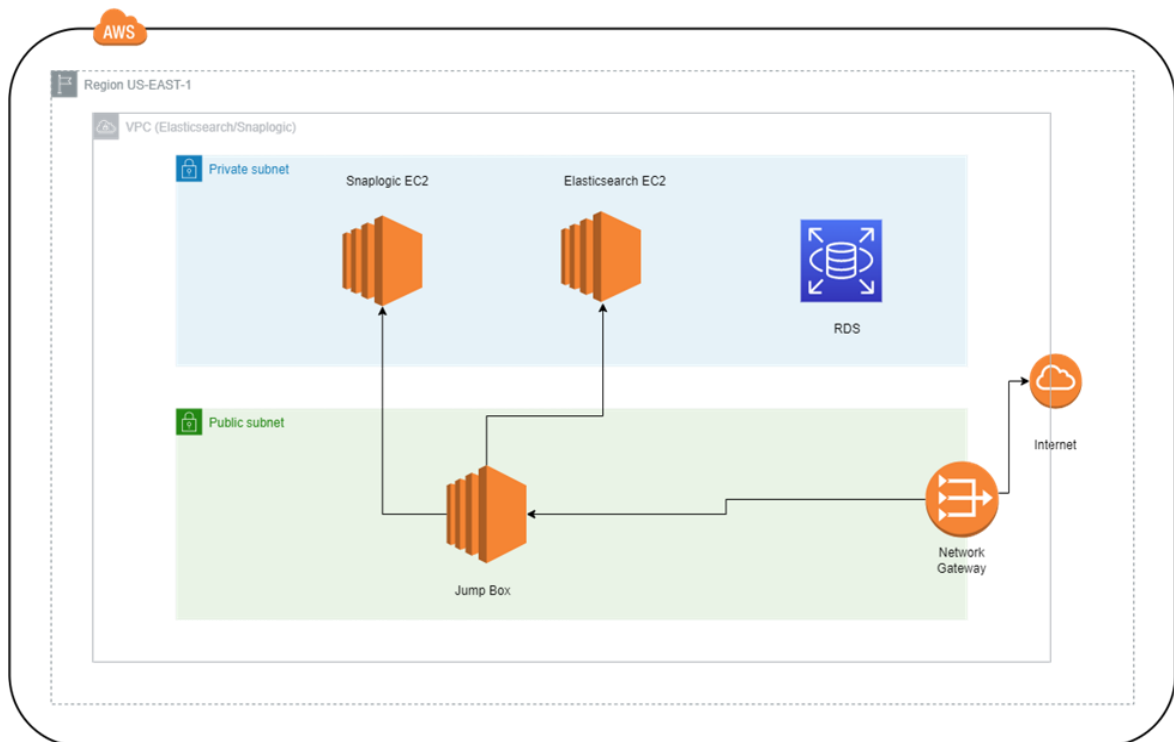 AWS
Region US-EAST-1
VPC (Elasticsearch/Snaplogic)
Private subnet
Snaplogic EC2
Elasticsearch EC2
RDS
Internet
Public subnet
Network
Gateway
Jump Box